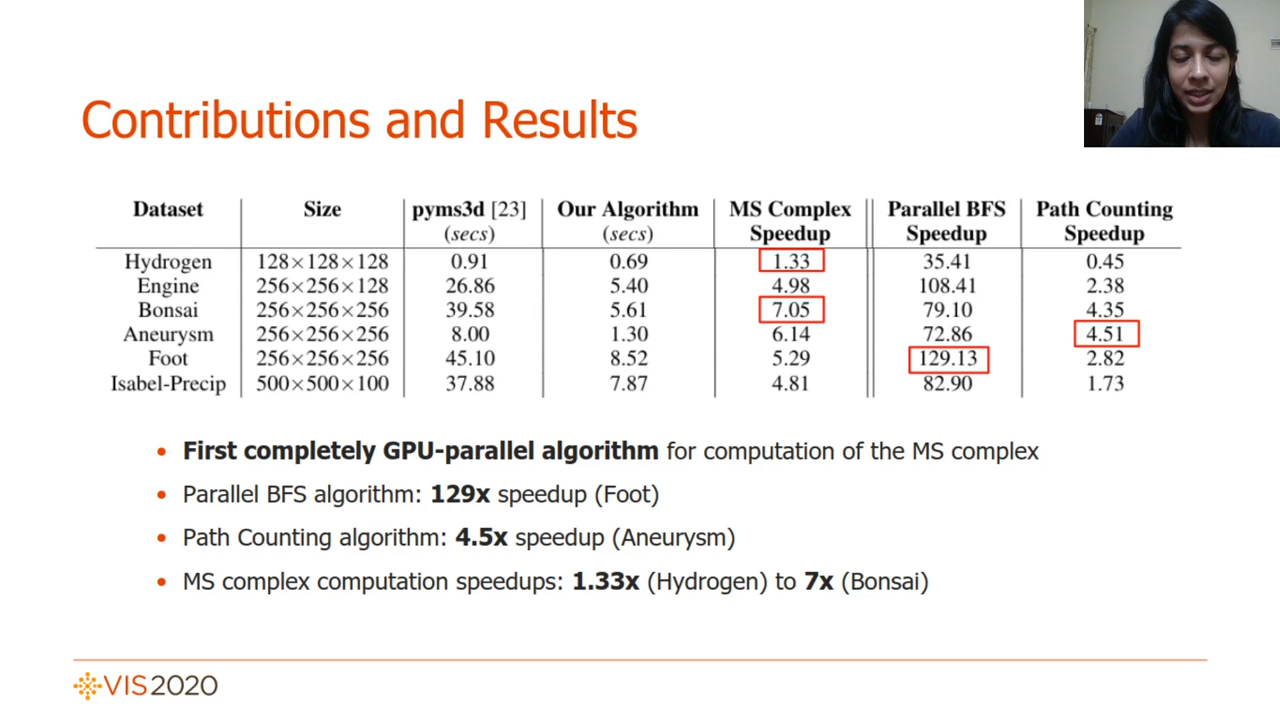 Contributions and Results
Dataset Size pyms3d [23] Our Algorithm MS Complex Parallel BFS Path Counting
(secs) (secs) Speedup Speedup Speedup
Hydrogen 128×128×128 0.91 0.69 1.33 35.41 0.45
Engine 256×256×128 26.86 5.40 4.98 108.41 2.38
Bonsai 256×256×256 39.58 5.61 7.05 79.10 4.35
Aneurysm 256×256×256 8.00 1.30 6.14 72.86 4.51
Foot 256×256×256 45.10 8.52 5.29 129.13 2.82
Isabel-Precip 500×500×100 37.88 7.87 4.81 82.90 1.73
• First completely GPU-parallel algorithm for computation of the MS complex
• Parallel BFS algorithm: 129x speedup (Foot)
• Path Counting algorithm: 4.5x speedup (Aneurysm)
• MS complex computation speedups: 1.33x (Hydrogen) to 7x (Bonsai)
VIS2020